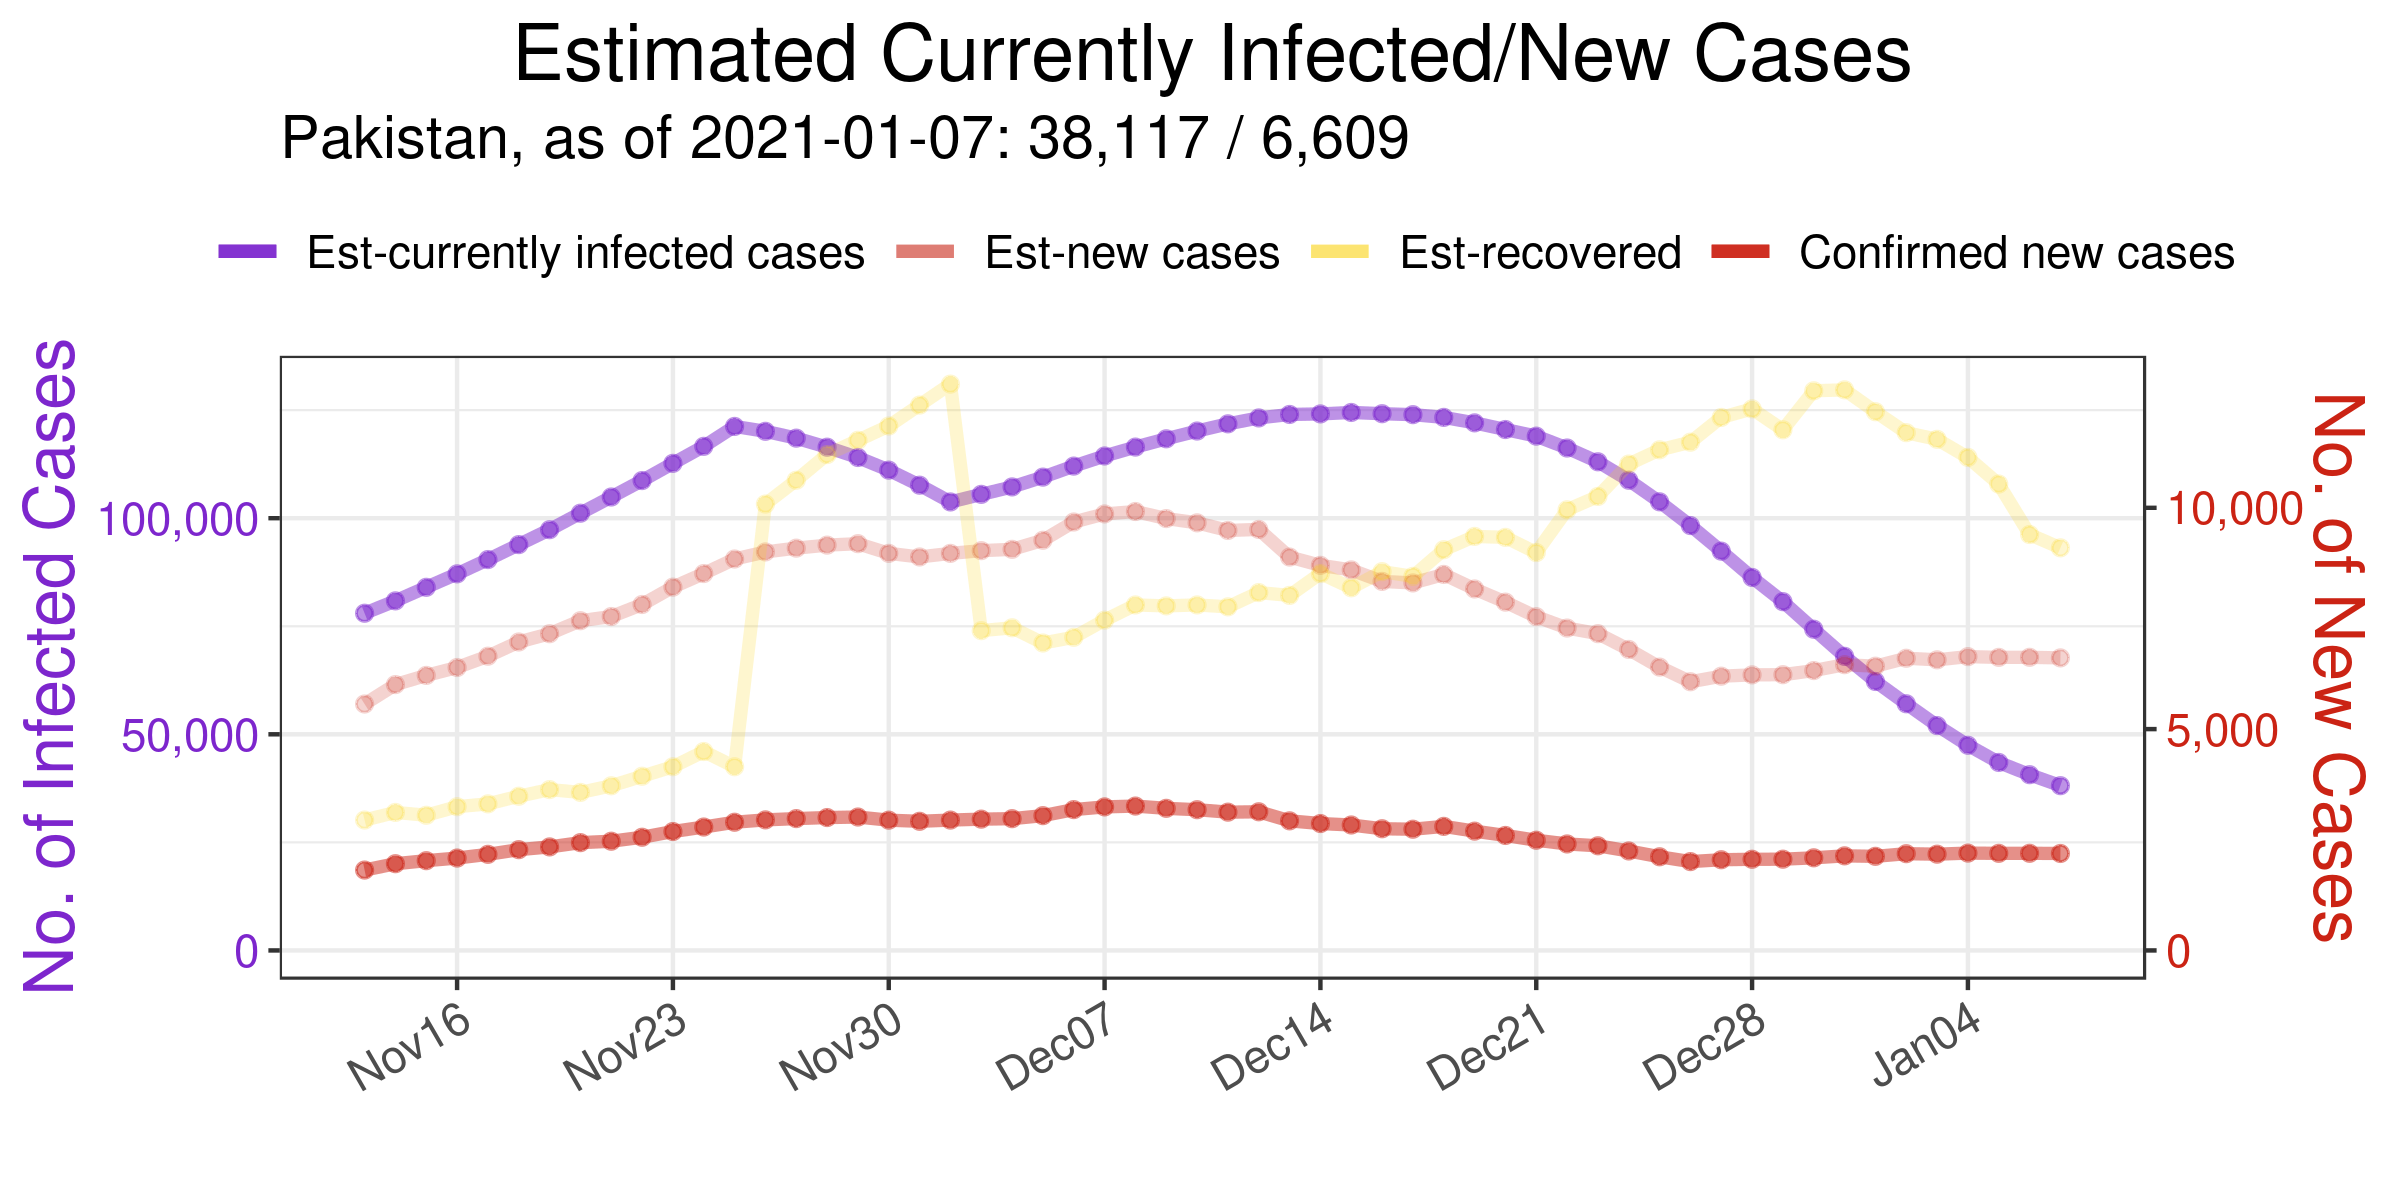 Estimated Currently Infected/New Cases
Pakistan, as of 2021-01-07: 38,117 / 6,609
Est-currently infected cases Est-new cases Est-recovered Confirmed new cases
No. of Infected Cases
100,000
50,000
0
10,000
5,000
0
No. of New Cases
Nov16 Nov23 Nov30 Dec07 Dec14 Dec21 Dec28 Jan04